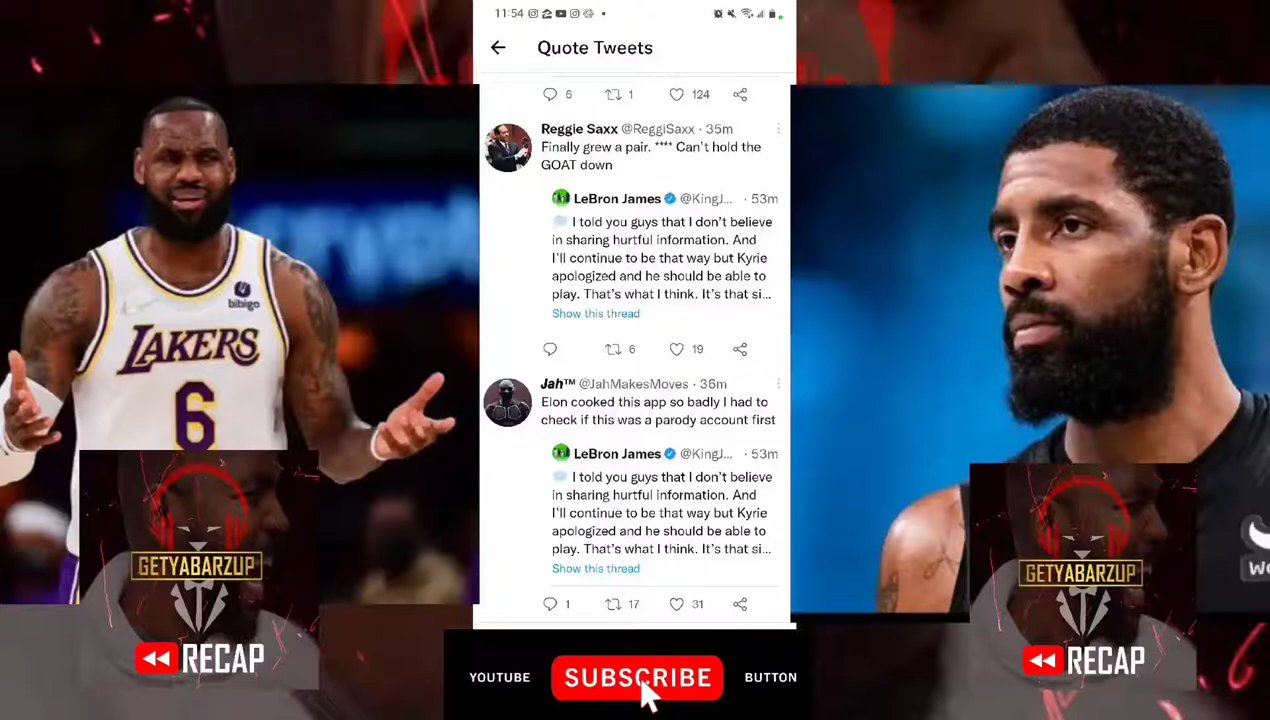 11:54
Quote Tweets
6 1 124
Reggie Saxx @ReggiSaxx · 35m
Finally grew a pair. **** Can't hold the
GOAT down
LeBron James @KingJ... · 53m
I told you guys that I don't believe
in sharing hurtful information. And
I'll continue to be that way but Kyrie
apologized and he should be able to
play. That's what I think. It's that si...
Show this thread
6 19
Jah™ @JahMakesMoves · 36m
Elon cooked this app so badly I had to
check if this was a parody account first
LeBron James @KingJ... · 53m
I told you guys that I don't believe
in sharing hurtful information. And
I'll continue to be that way but Kyrie
apologized and he should be able to
play. That's what I think. It's that si...
Show this thread
1 17 31
bibigo
LAKERS
6
GETYABARZUP
RECAP
YOUTUBE SUBSCRIBE BUTTON
We
GETYABARZUP
RECAP